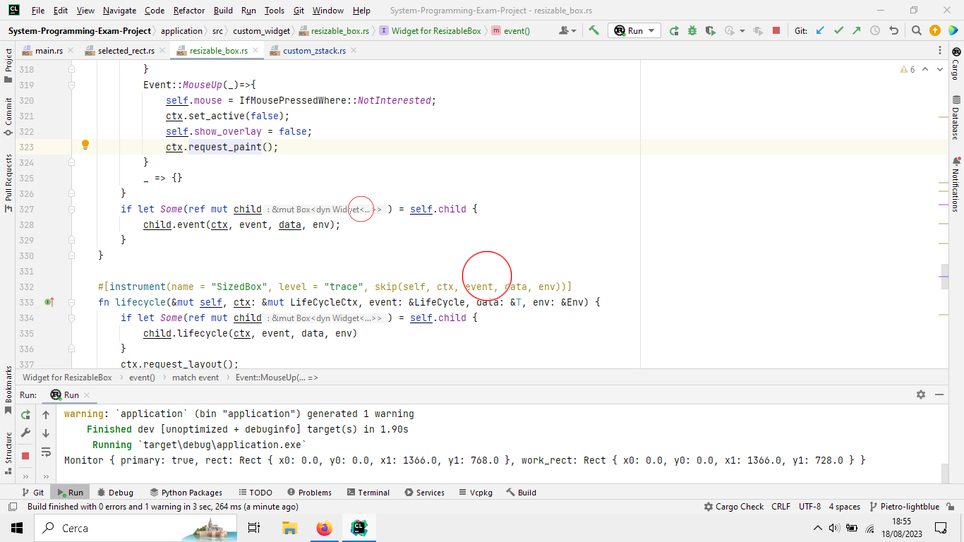 File Edit View Navigate Code Refactor Build Run Tools Git Window Help System-Programming-Exam-Project - resizable_box.rs
System-Programming-Exam-Project application src custom_widget resizable_box.rs Widget for ResizableBox event() Run Git:
main.rs selected_rect.rs resizable_box.rs custom_zstack.rs
6
318 }
319 Event::MouseUp(_)=>{
320 self.mouse = IfMousePressedWhere::NotInterested;
321 ctx.set_active(false);
322 self.show_overlay = false;
323 ctx.request_paint();
324 }
325 _ => {}
326 }
327 if let Some(ref mut child : &mut Box<dyn Widget<...>> ) = self.child {
328 child.event(ctx, event, data, env);
329 }
330 }
331
332 #[instrument(name = "SizedBox", level = "trace", skip(self, ctx, event, data, env))]
333 fn lifecycle(&mut self, ctx: &mut LifeCycleCtx, event: &LifeCycle, data: &T, env: &Env) {
334 if let Some(ref mut child : &mut Box<dyn Widget<...>> ) = self.child {
335 child.lifecycle(ctx, event, data, env)
336 }
337 ctx.request_layout();
Project
Commit
Pull Requests
Bookmarks
Structure
Cargo
Database
Notifications
Widget for ResizableBox event() match event Event::MouseUp(... =>
Run: Run
warning: `application` (bin "application") generated 1 warning
Finished dev [unoptimized + debuginfo] target(s) in 1.90s
Running `target\debug\application.exe`
Monitor { primary: true, rect: Rect { x0: 0.0, y0: 0.0, x1: 1366.0, y1: 768.0 }, work_rect: Rect { x0: 0.0, y0: 0.0, x1: 1366.0, y1: 728.0 } }
Git Run Debug Python Packages TODO Problems Terminal Services Vcpkg Build
Build finished with 0 errors and 1 warning in 3 sec, 264 ms (a minute ago) Cargo Check CRLF UTF-8 4 spaces Pietro-lightblue
Cerca
18:55
18/08/2023